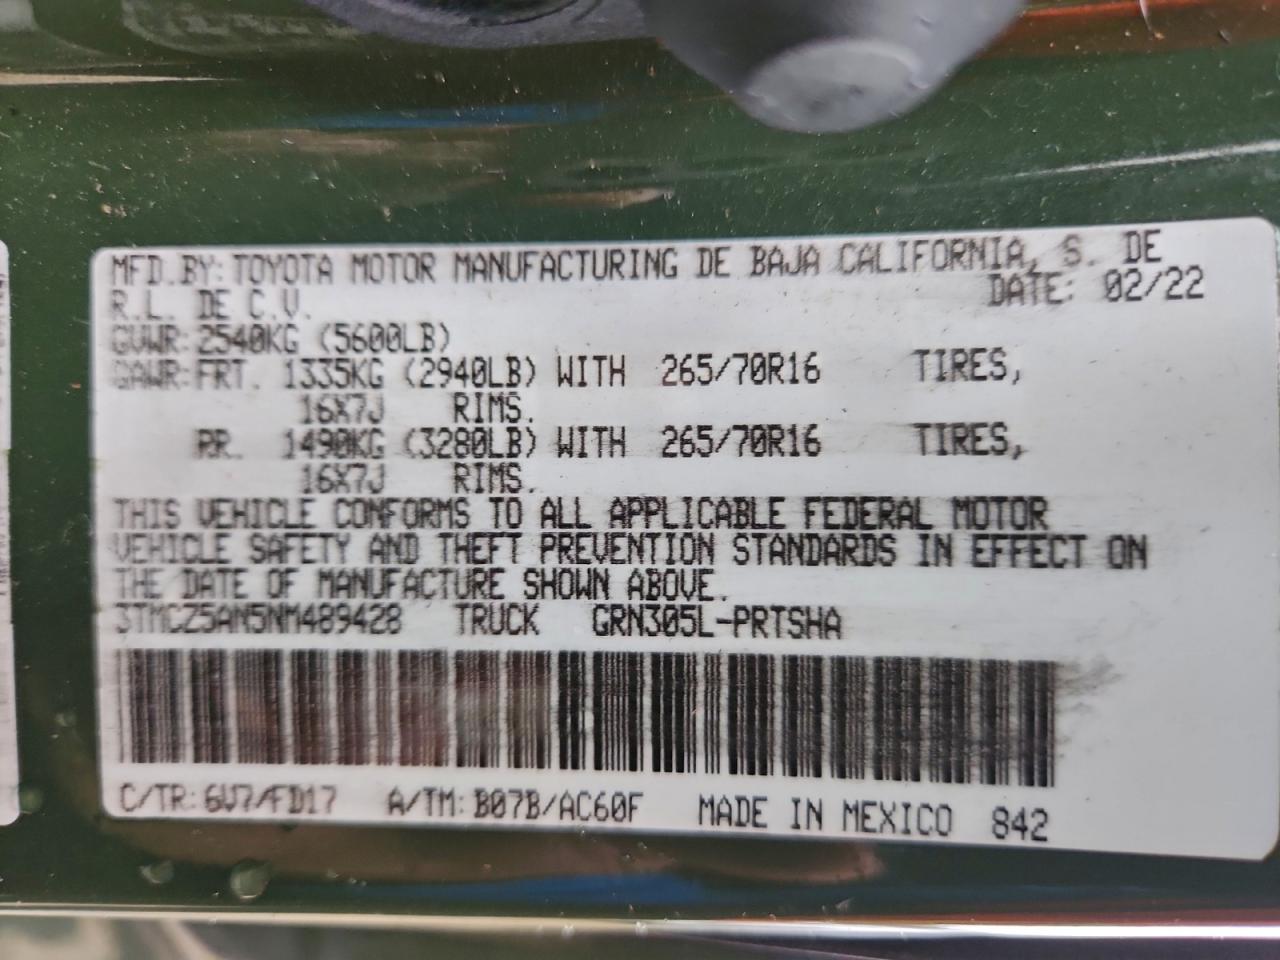 MFD.BY: TOYOTA MOTOR MANUFACTURING DE BAJA CALIFORNIA, S. DE
R.L. DE C.V. DATE: 02/22
GVWR: 2540KG (5600LB)
GAWR: FRT. 1335KG (2940LB) WITH 265/70R16 TIRES,
16X7J RIMS.
RR. 1490KG (3280LB) WITH 265/70R16 TIRES,
16X7J RIMS.
THIS VEHICLE CONFORMS TO ALL APPLICABLE FEDERAL MOTOR
VEHICLE SAFETY AND THEFT PREVENTION STANDARDS IN EFFECT ON
THE DATE OF MANUFACTURE SHOWN ABOVE.
3TMCZ5AN5NM489428 TRUCK GRN305L-PRTSHA
C/TR: 6V7/FD17 A/TM: B07B/AC60F MADE IN MEXICO 842